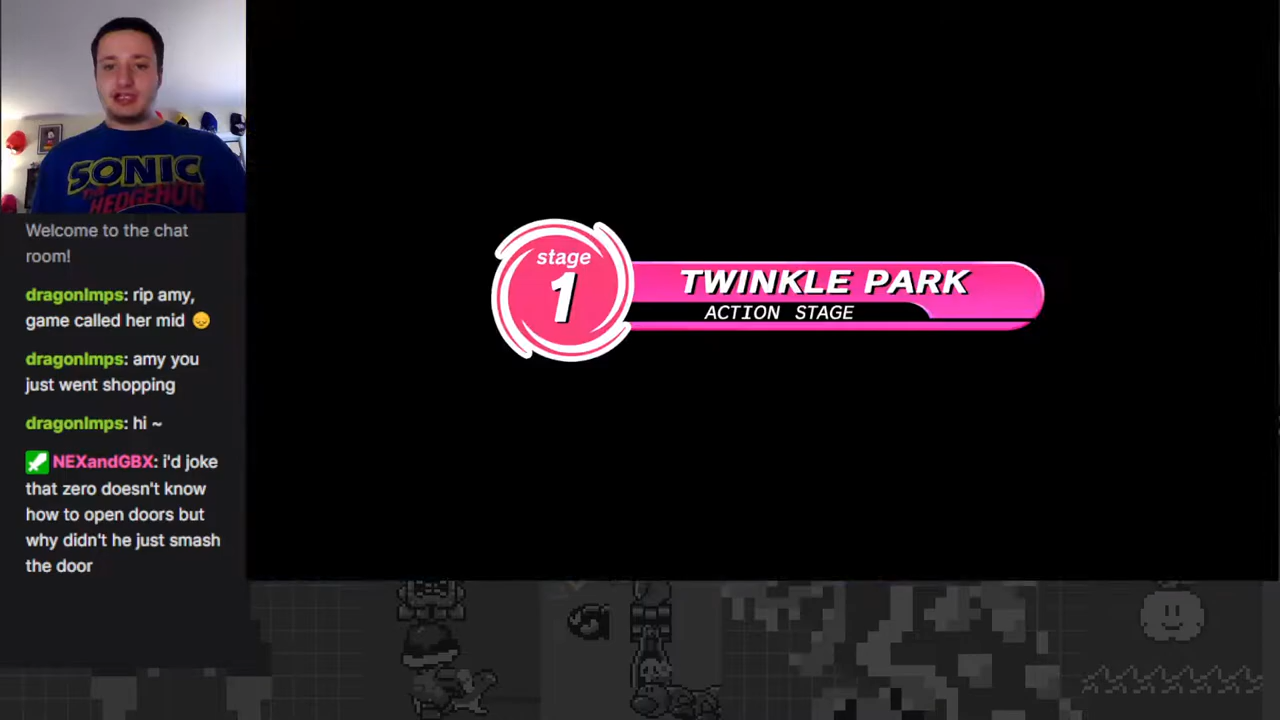 SONIC
THE HEDGEHOG
Welcome to the chat
room!
dragonImps: rip amy,
game called her mid 😞
dragonImps: amy you
just went shopping
dragonImps: hi ~
NEXandGBX: i'd joke
that zero doesn't know
how to open doors but
why didn't he just smash
the door
stage
1
TWINKLE PARK
ACTION STAGE